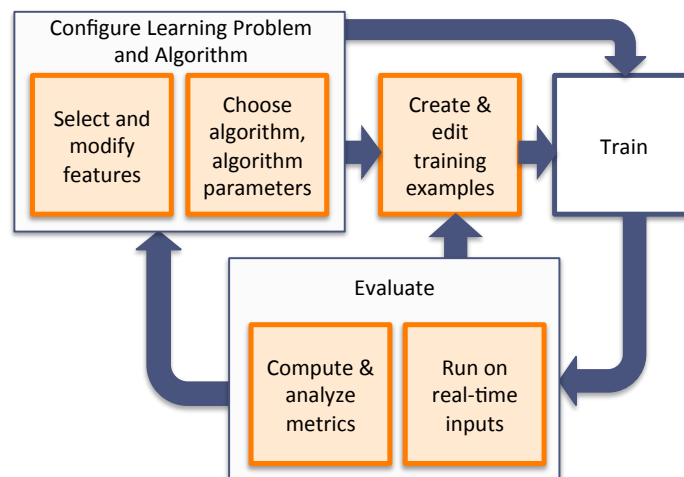 Configure Learning Problem
and Algorithm
Select and
modify
features
Choose
algorithm,
algorithm
parameters
Create &
edit
training
examples
Train
Evaluate
Compute &
analyze
metrics
Run on
real-time
inputs